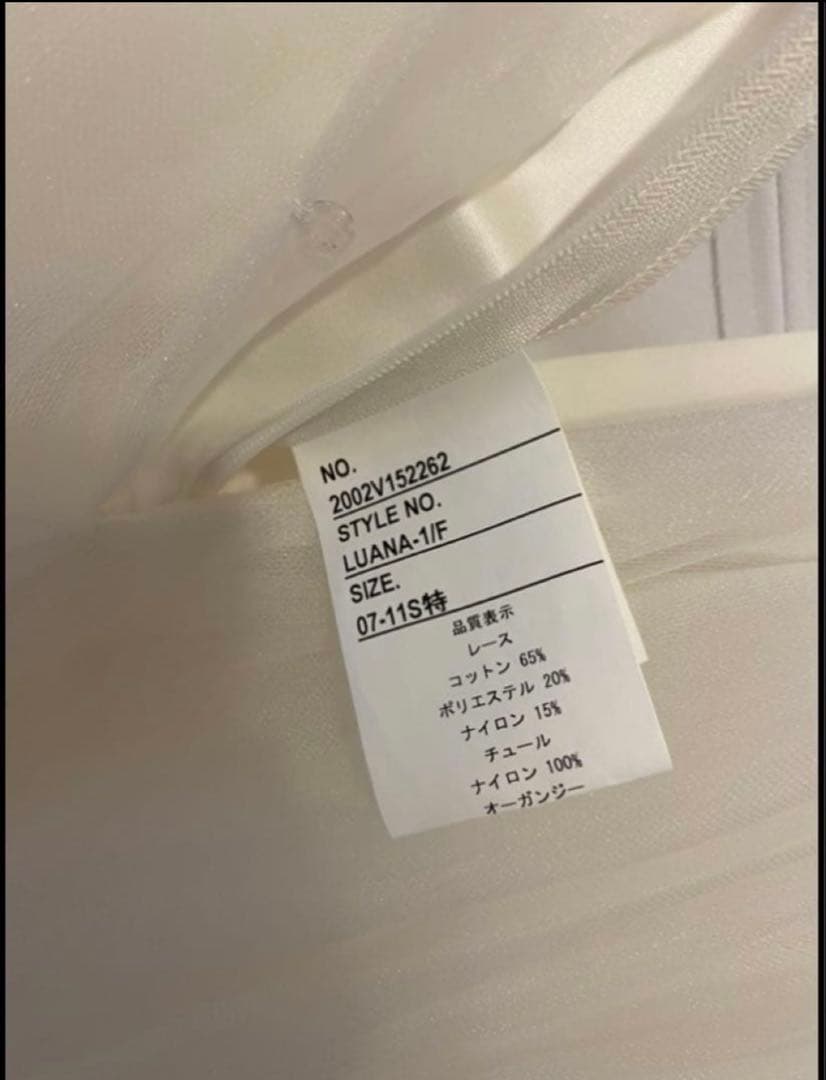 NO.
2002V152262
STYLE NO.
LUANA-1/F
SIZE.
07-11S特
品質表示
レース
コットン 65%
ポリエステル 20%
ナイロン 15%
チュール
ナイロン 100%
オーガンジー